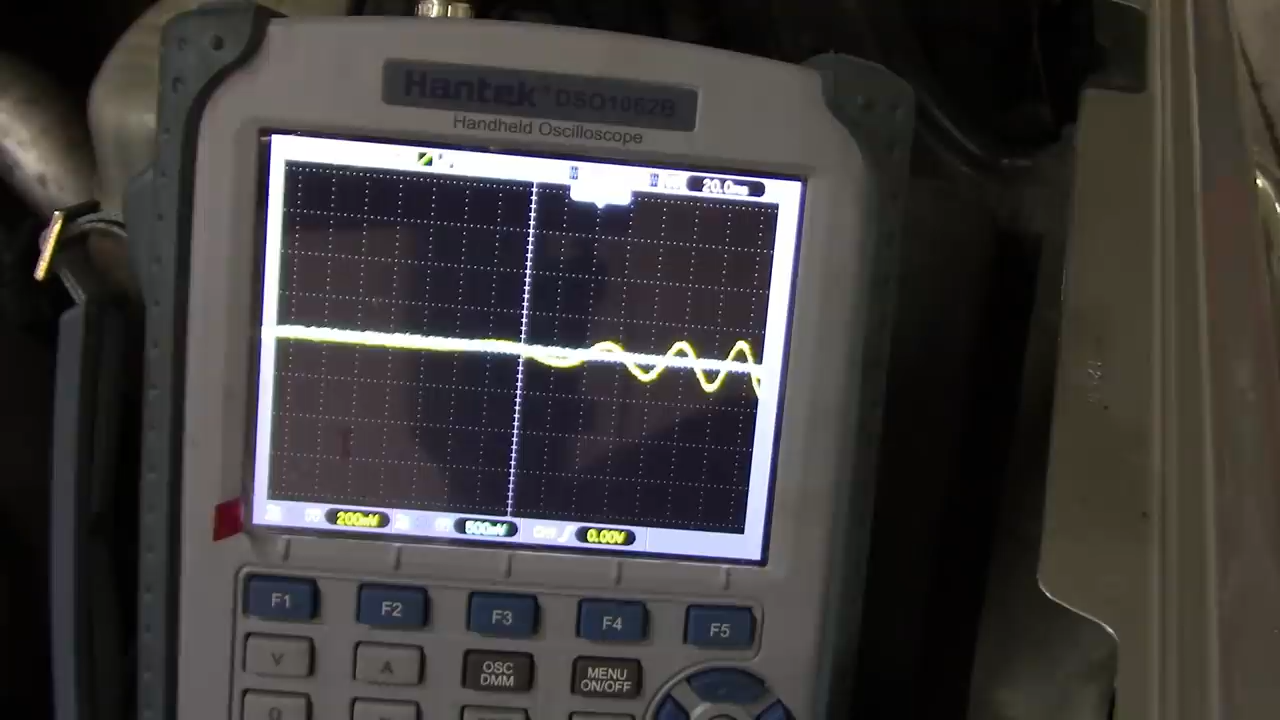 Hantek DSO1062B
Handheld Oscilloscope
20.0ms
200mV 500mV CH1 0.00V
F1 F2 F3 F4 F5
V A OSC DMM MENU ON/OFF